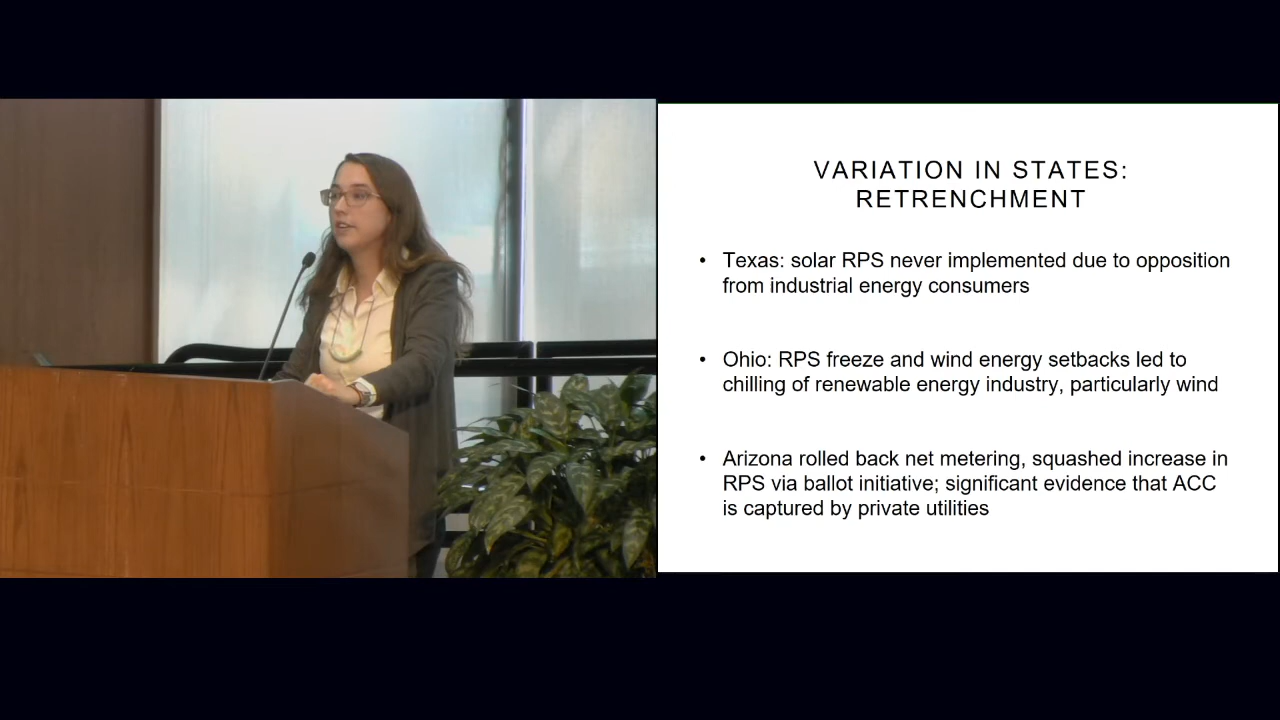 VARIATION IN STATES:
RETRENCHMENT
• Texas: solar RPS never implemented due to opposition
from industrial energy consumers
• Ohio: RPS freeze and wind energy setbacks led to
chilling of renewable energy industry, particularly wind
• Arizona rolled back net metering, squashed increase in
RPS via ballot initiative; significant evidence that ACC
is captured by private utilities